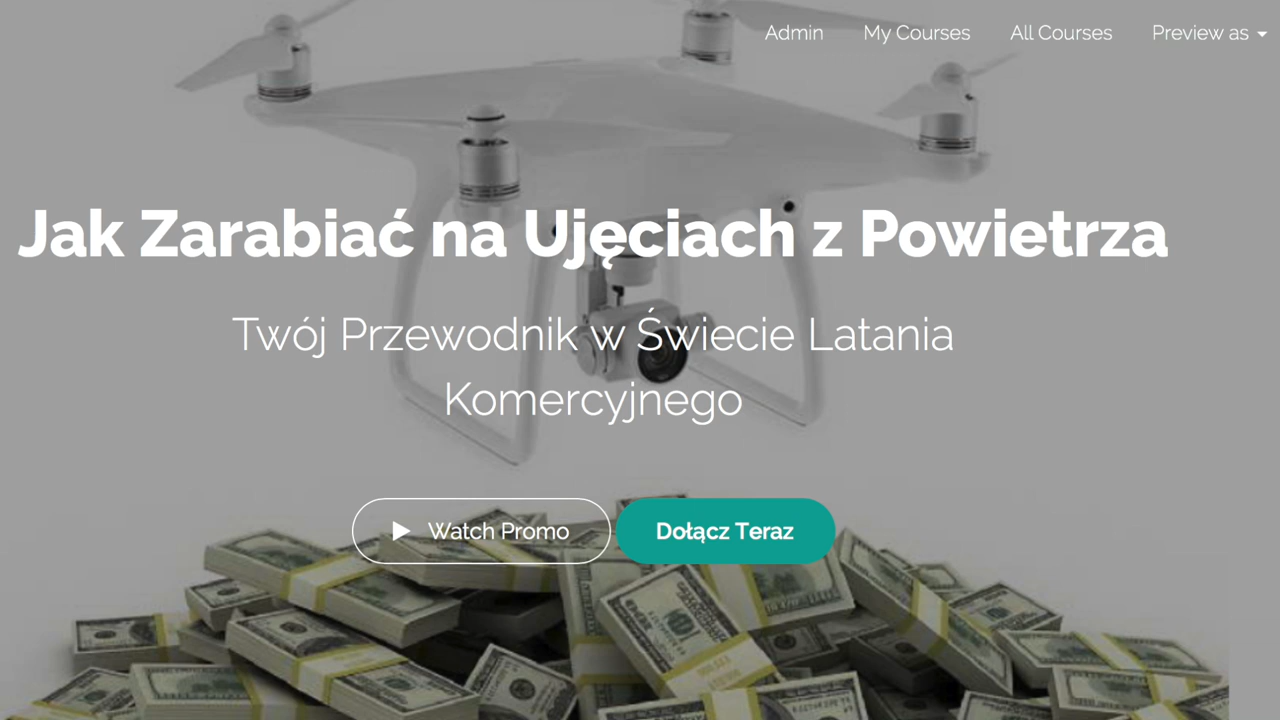 Admin My Courses All Courses Preview as
Jak Zarabiać na Ujęciach z Powietrza
Twój Przewodnik w Świecie Latania
Komercyjnego
Watch Promo Dołącz Teraz